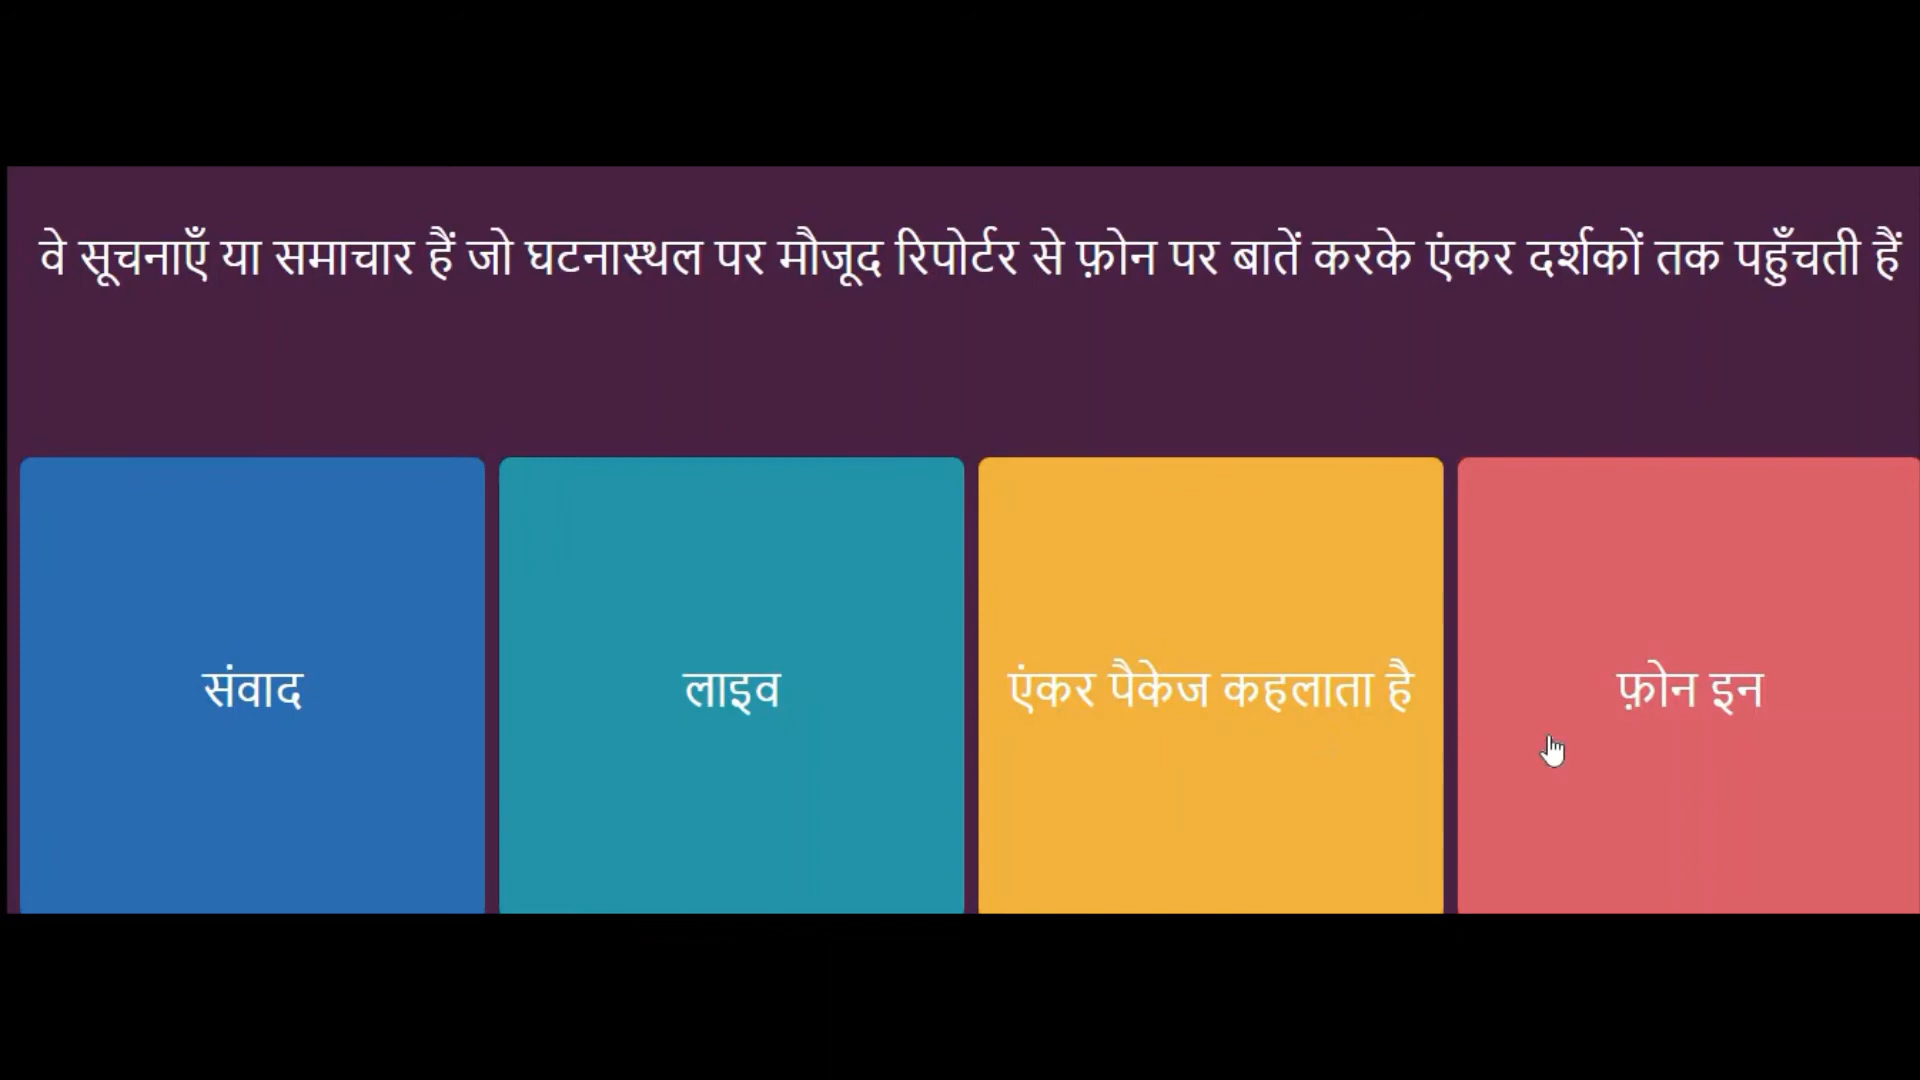 वे सूचनाएँ या समाचार हैं जो घटनास्थल पर मौजूद रिपोर्टर से फ़ोन पर बातें करके एंकर दर्शकों तक पहुँचती हैं
संवाद
लाइव
एंकर पैकेज कहलाता है
फ़ोन इन